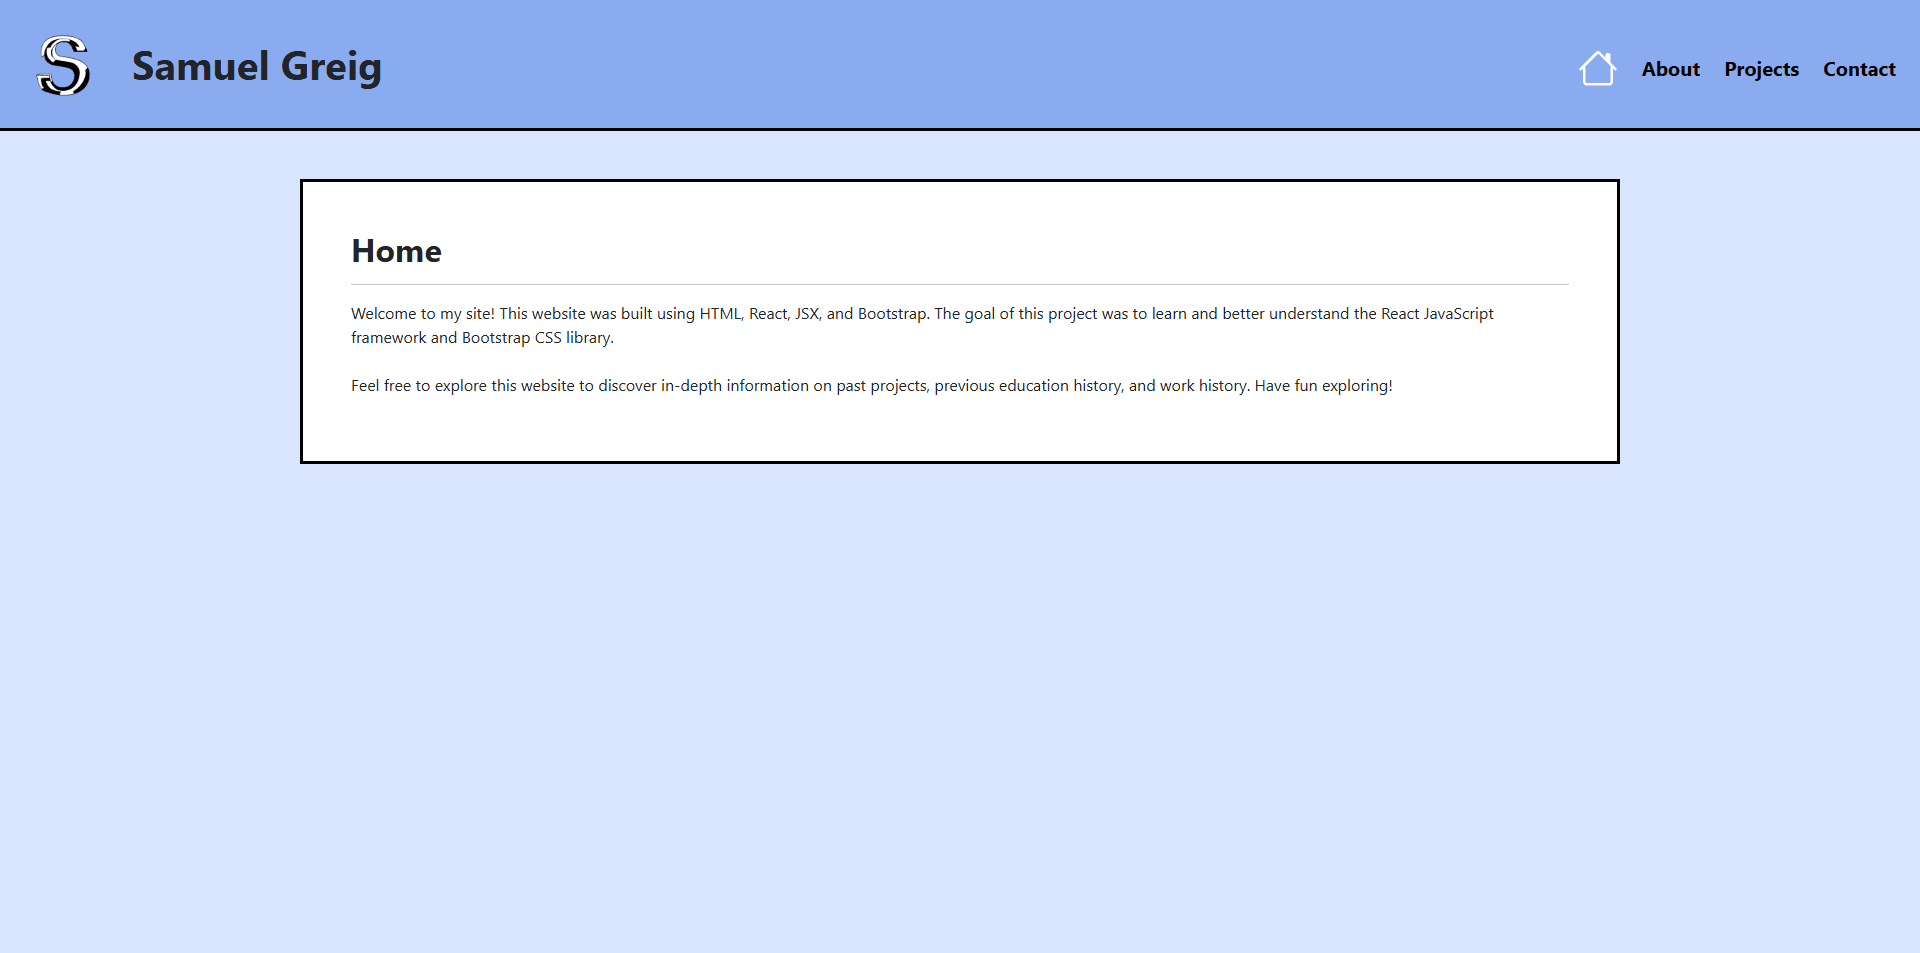 S
Samuel Greig
About Projects Contact
Home
Welcome to my site! This website was built using HTML, React, JSX, and Bootstrap. The goal of this project was to learn and better understand the React JavaScript
framework and Bootstrap CSS library.
Feel free to explore this website to discover in-depth information on past projects, previous education history, and work history. Have fun exploring!